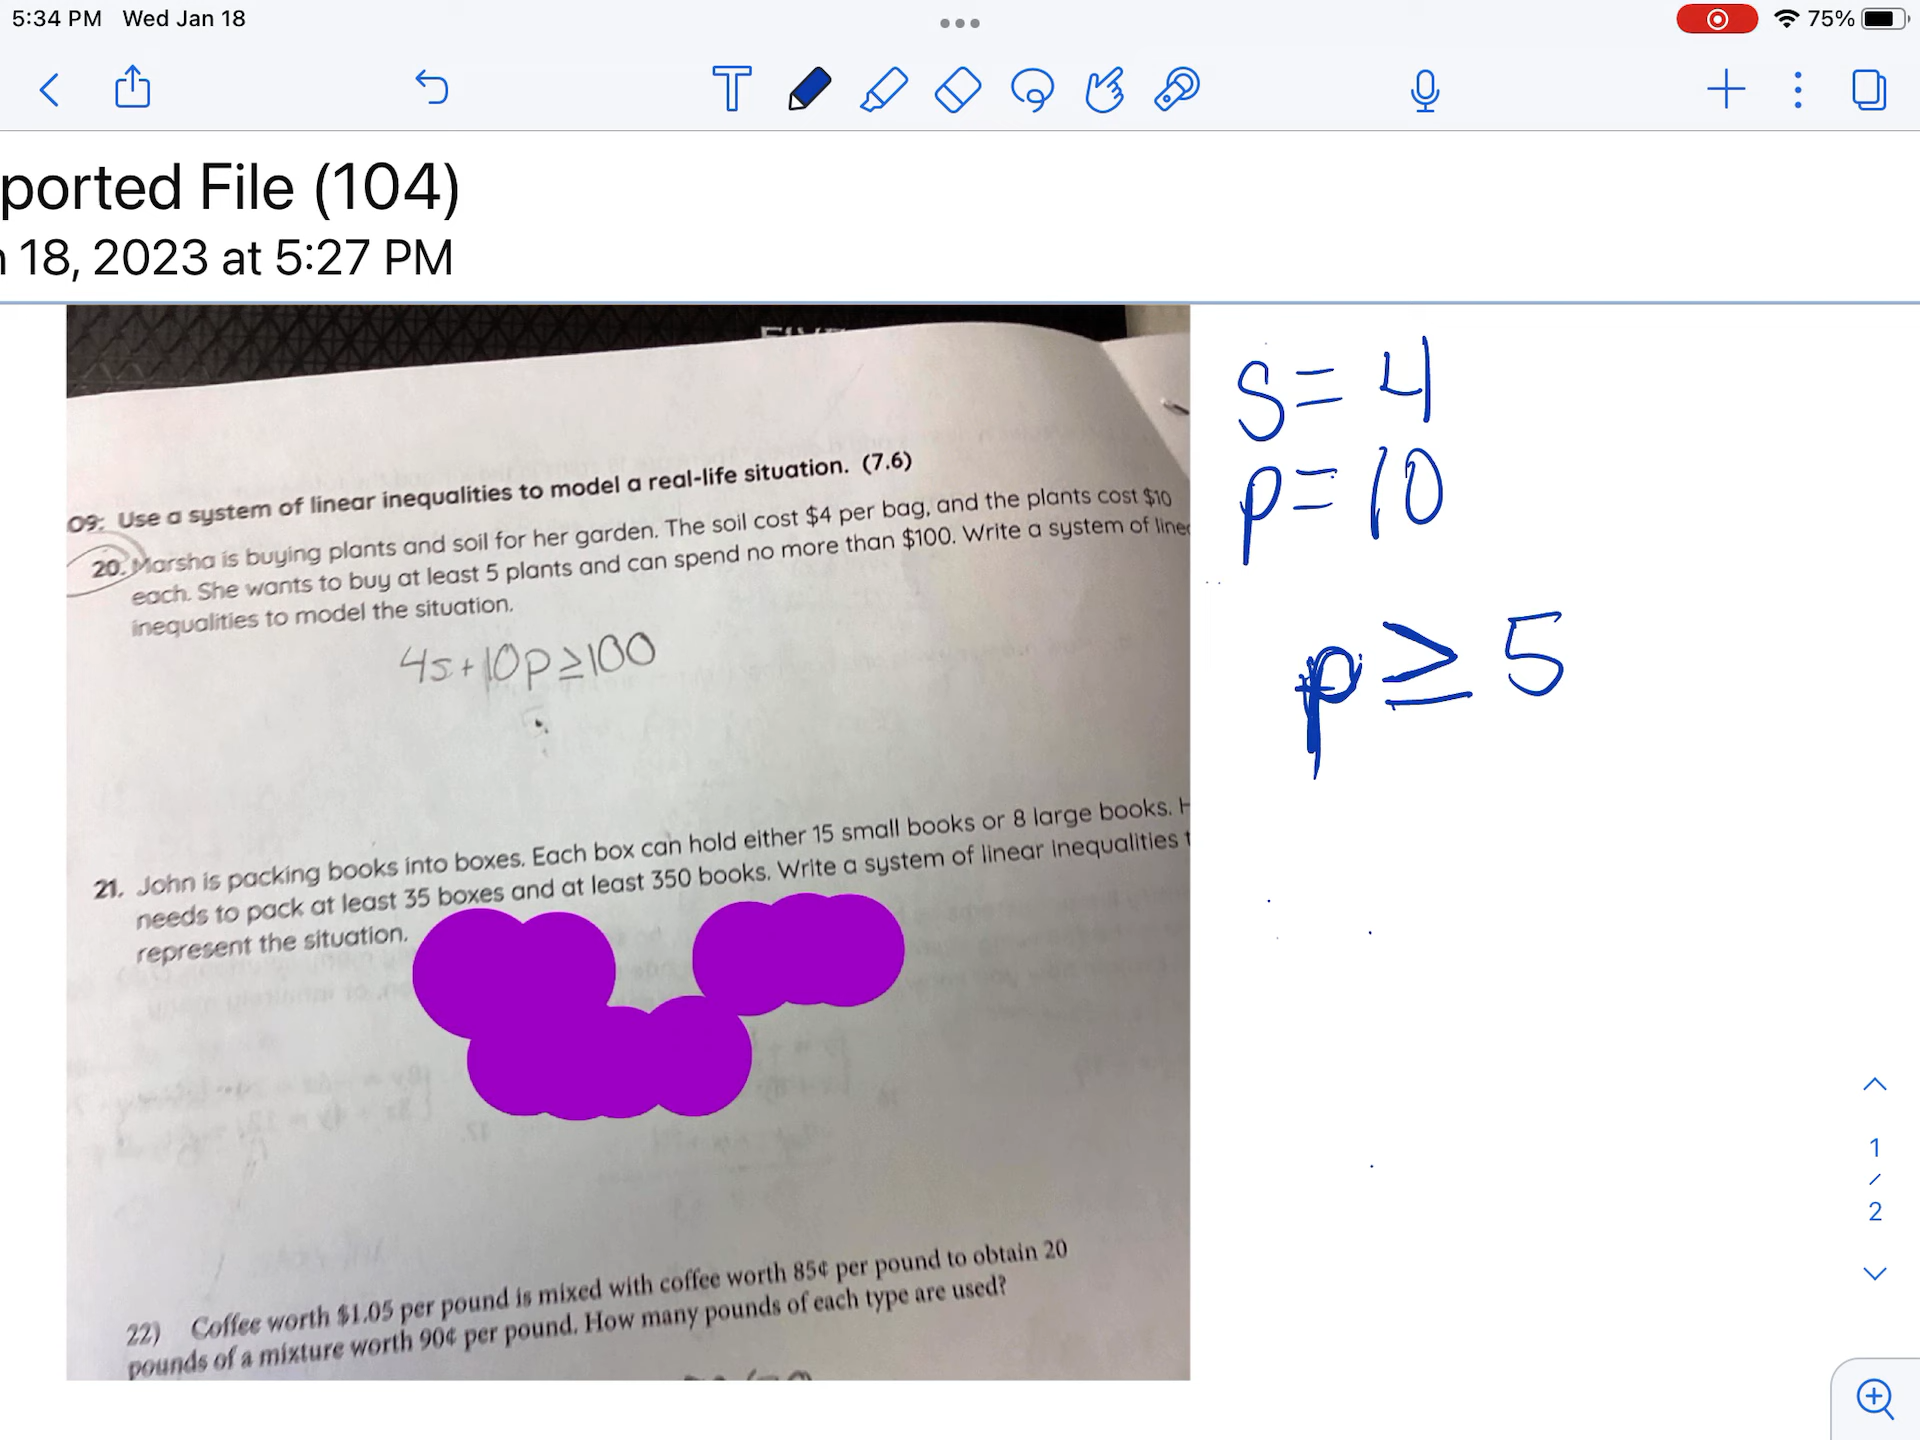 5:34 PM Wed Jan 18
75%
ported File (104)
18, 2023 at 5:27 PM
09: Use a system of linear inequalities to model a real-life situation. (7.6)
20. Marsha is buying plants and soil for her garden. The soil cost $4 per bag, and the plants cost $10
each. She wants to buy at least 5 plants and can spend no more than $100. Write a system of linea
inequalities to model the situation.
4s+10p≥100
21. John is packing books into boxes. Each box can hold either 15 small books or 8 large books. H
needs to pack at least 35 boxes and at least 350 books. Write a system of linear inequalities t
represent the situation.
22) Coffee worth $1.05 per pound is mixed with coffee worth 85¢ per pound to obtain 20
pounds of a mixture worth 90¢ per pound. How many pounds of each type are used?
S= 4
p= 10
p ≥ 5
1
/
2